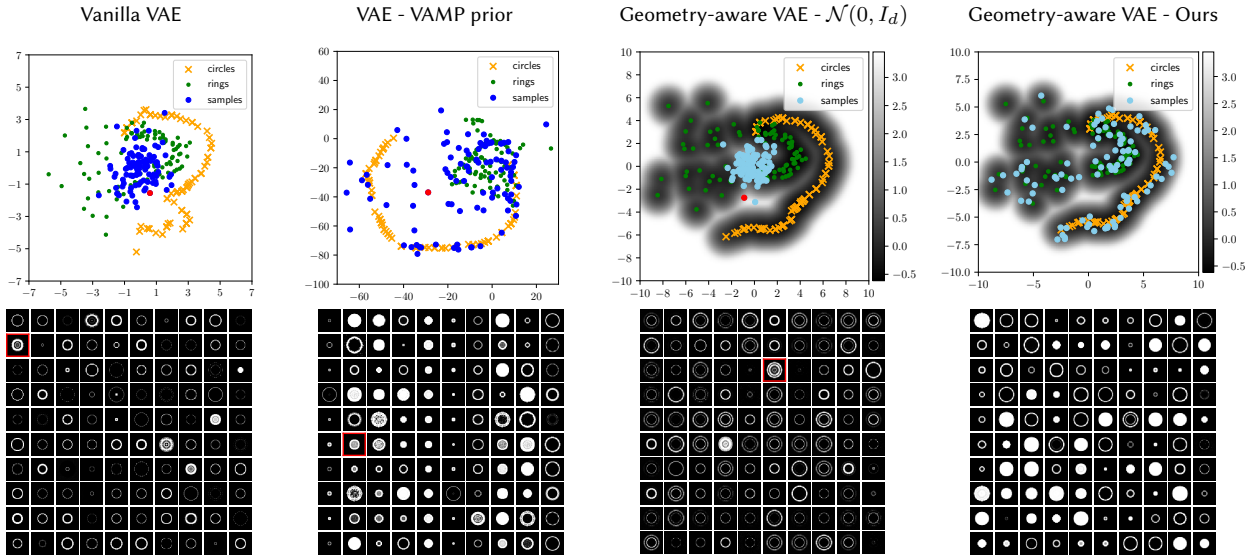 Vanilla VAE
VAE - VAMP prior
Geometry-aware VAE - 𝒩(0, I_d)
Geometry-aware VAE - Ours
circles
rings
samples
7
5
3
1
−1
−3
−5
−7
−7 −5 −3 −1 1 3 5 7
circles
rings
samples
60
40
20
0
−20
−40
−60
−80
−100
−60 −40 −20 0 20
circles
rings
samples
10
8
6
4
2
0
−2
−4
−6
−8
−10
−10 −8 −6 −4 −2 0 2 4 6 8 10
3.0
2.5
2.0
1.5
1.0
0.5
0.0
−0.5
circles
rings
samples
10.0
7.5
5.0
2.5
0.0
−2.5
−5.0
−7.5
−10.0
−10 −5 0 5 10
3.0
2.5
2.0
1.5
1.0
0.5
0.0
−0.5